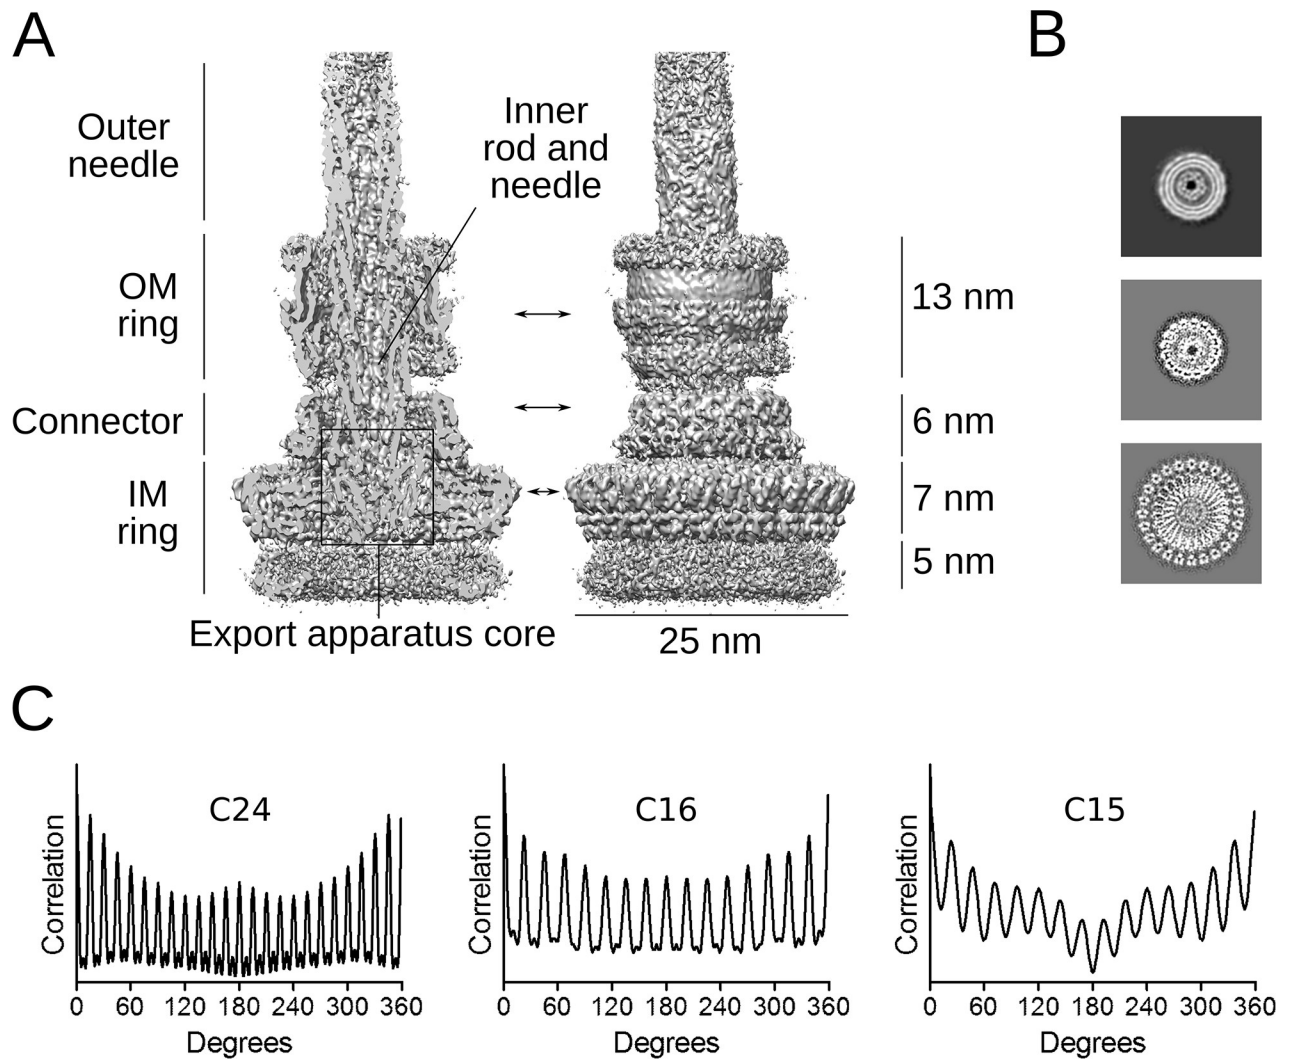 A
B
Outer
needle
Inner
rod and
needle
OM
ring
13 nm
Connector
6 nm
IM
ring
7 nm
5 nm
Export apparatus core
25 nm
C
Correlation
C24
0 60 120 180 240 300 360
Degrees
Correlation
C16
0 60 120 180 240 300 360
Degrees
Correlation
C15
0 60 120 180 240 300 360
Degrees